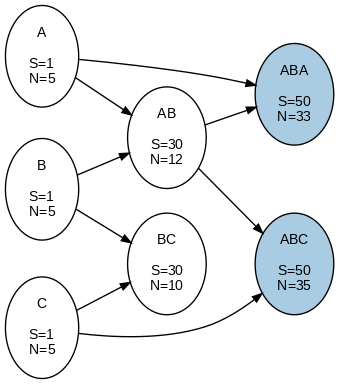 A
S=1
N=5
B
S=1
N=5
C
S=1
N=5
AB
S=30
N=12
BC
S=30
N=10
ABA
S=50
N=33
ABC
S=50
N=35